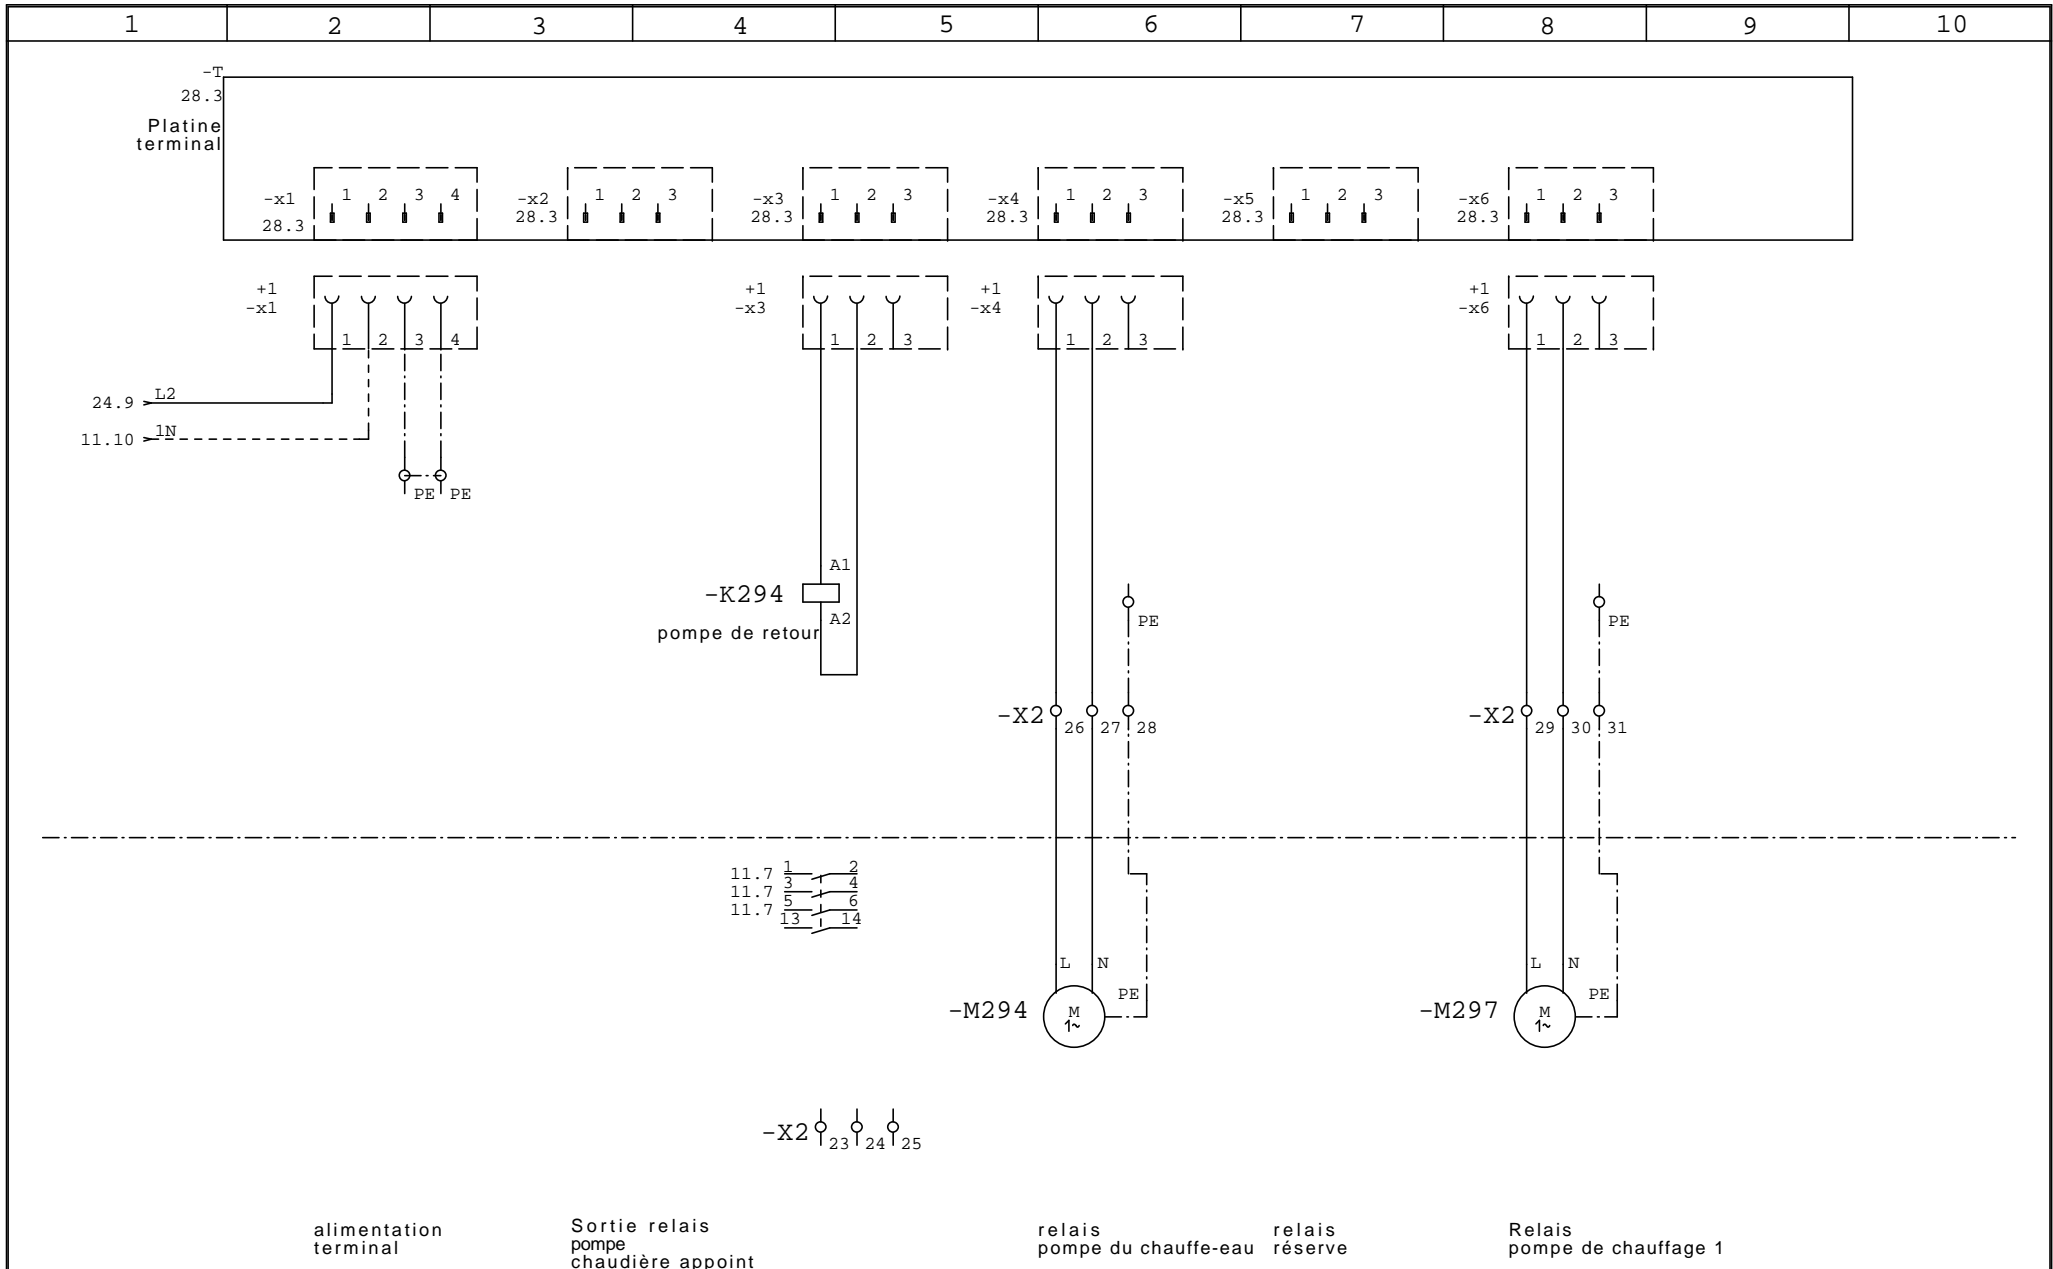 1 2 3 4 5 6 7 8 9 10
-T
28.3
Platine
terminal
-x1 1 2 3 4
28.3
-x2 1 2 3
28.3
-x3 1 2 3
28.3
-x4 1 2 3
28.3
-x5 1 2 3
28.3
-x6 1 2 3
28.3
+1
-x1
1 2 3 4
+1
-x3
1 2 3
+1
-x4
1 2 3
+1
-x6
1 2 3
24.9 L2
11.10 1N
PE PE
A1
-K294
A2
pompe de retour
PE
PE
-X2 26 27 28
-X2 29 30 31
11.7 1 2
11.7 3 4
11.7 5 6
13 14
L N
PE
-M294 M
1~
L N
PE
-M297 M
1~
-X2 23 24 25
alimentation
terminal
Sortie relais
pompe
chaudière appoint
relais
pompe du chauffe-eau
relais
réserve
Relais
pompe de chauffage 1